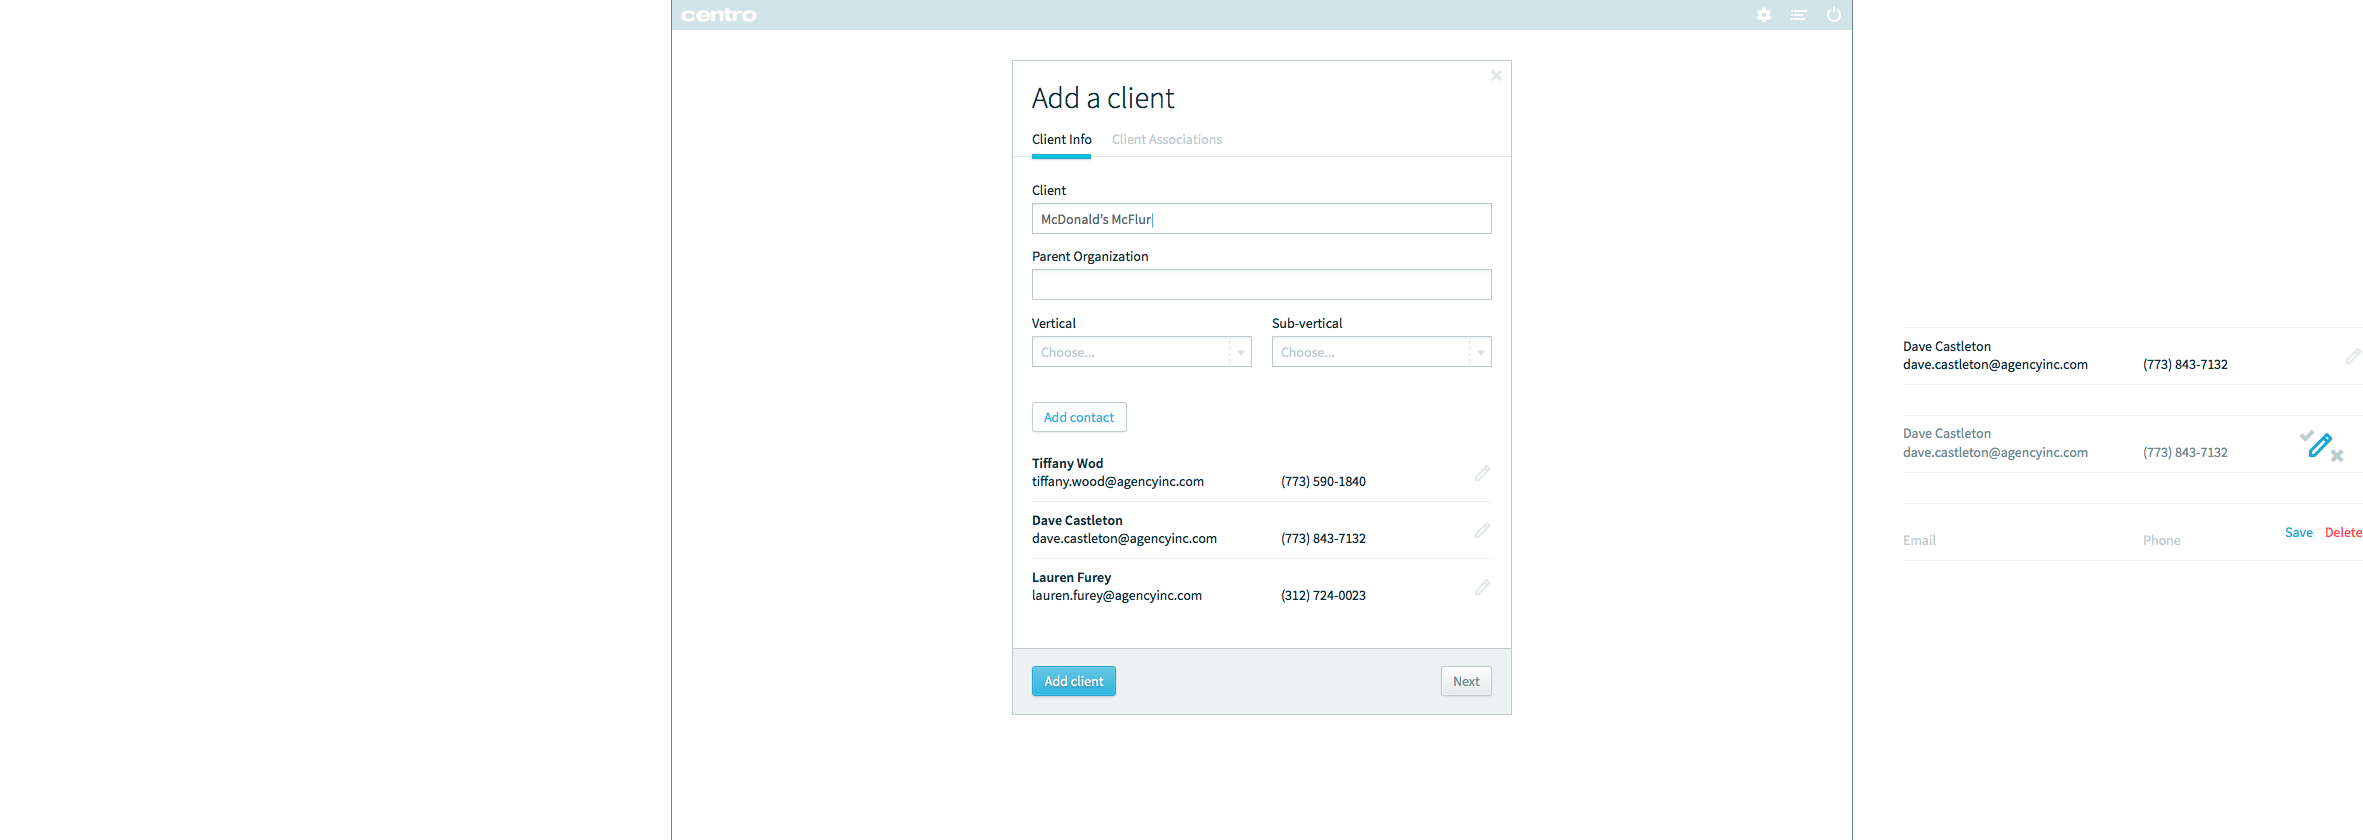 centro
Add a client
Client Info Client Associations
Client
McDonald's McFlur
Parent Organization
Vertical Sub-vertical
Choose... Choose...
Add contact
Tiffany Wod
tiffany.wood@agencyinc.com (773) 590-1840
Dave Castleton
dave.castleton@agencyinc.com (773) 843-7132
Lauren Furey
lauren.furey@agencyinc.com (312) 724-0023
Add client Next
Dave Castleton
dave.castleton@agencyinc.com (773) 843-7132
Dave Castleton
dave.castleton@agencyinc.com (773) 843-7132
Save Delete
Email Phone